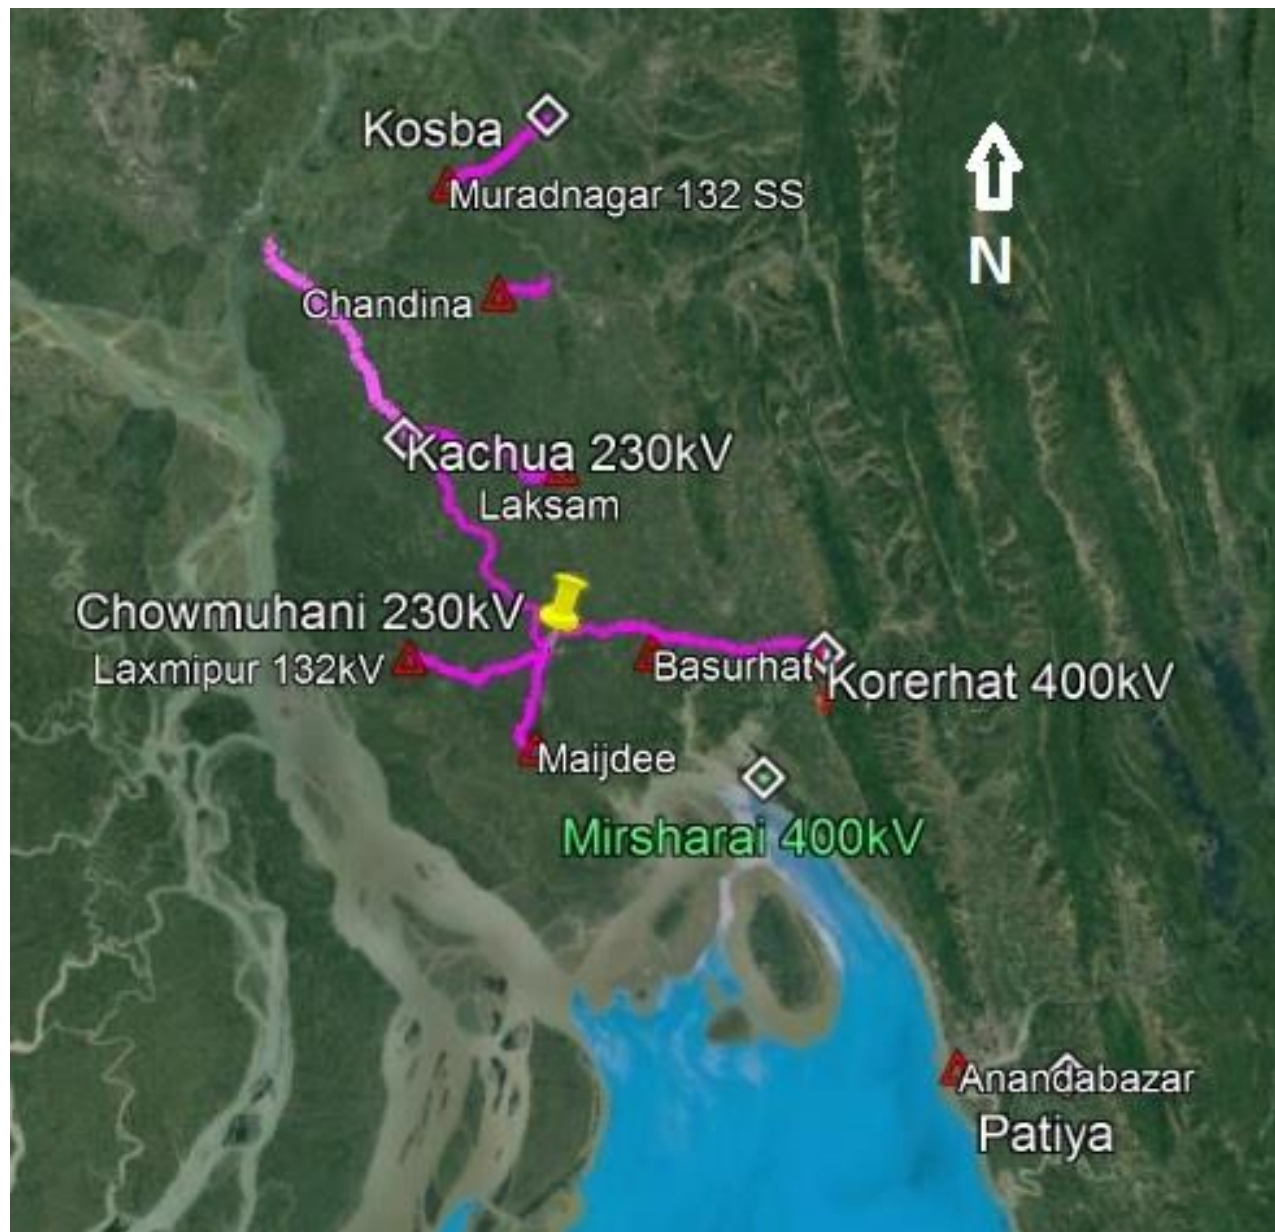 Kosba
Muradnagar 132 SS
N
Chandina
Kachua 230kV
Laksam
Chowmuhani 230kV
Laxmipur 132kV
Basurhat
Korerhat 400kV
Maijdee
Mirsharai 400kV
Anandabazar
Patiya